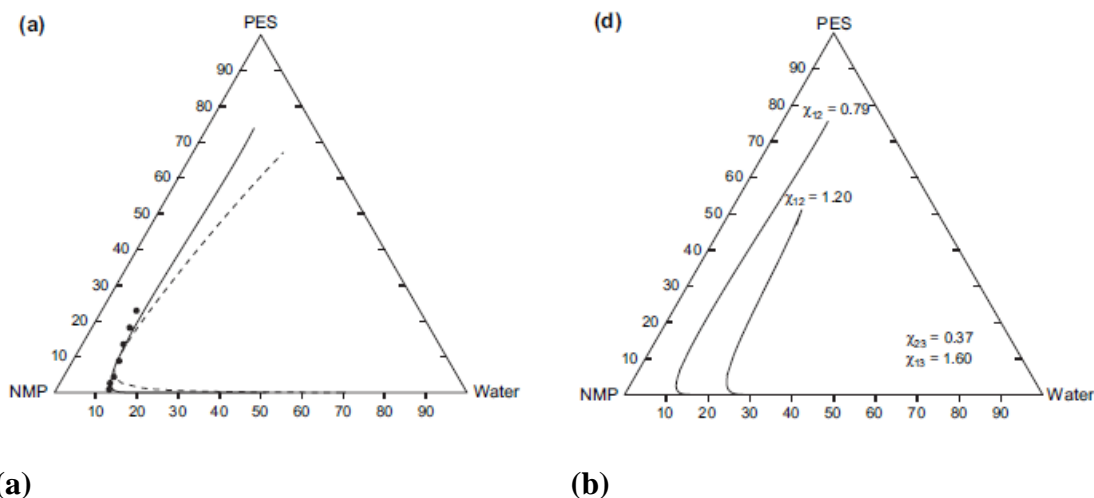 (a)
PES
90
80
70
60
50
40
30
20
10
NMP
Water
10 20 30 40 50 60 70 80 90
(d)
PES
90
80
χ12 = 0.79
70
60
χ12 = 1.20
50
40
30
20
χ23 = 0.37
10
χ13 = 1.60
NMP
Water
10 20 30 40 50 60 70 80 90
(a)
(b)